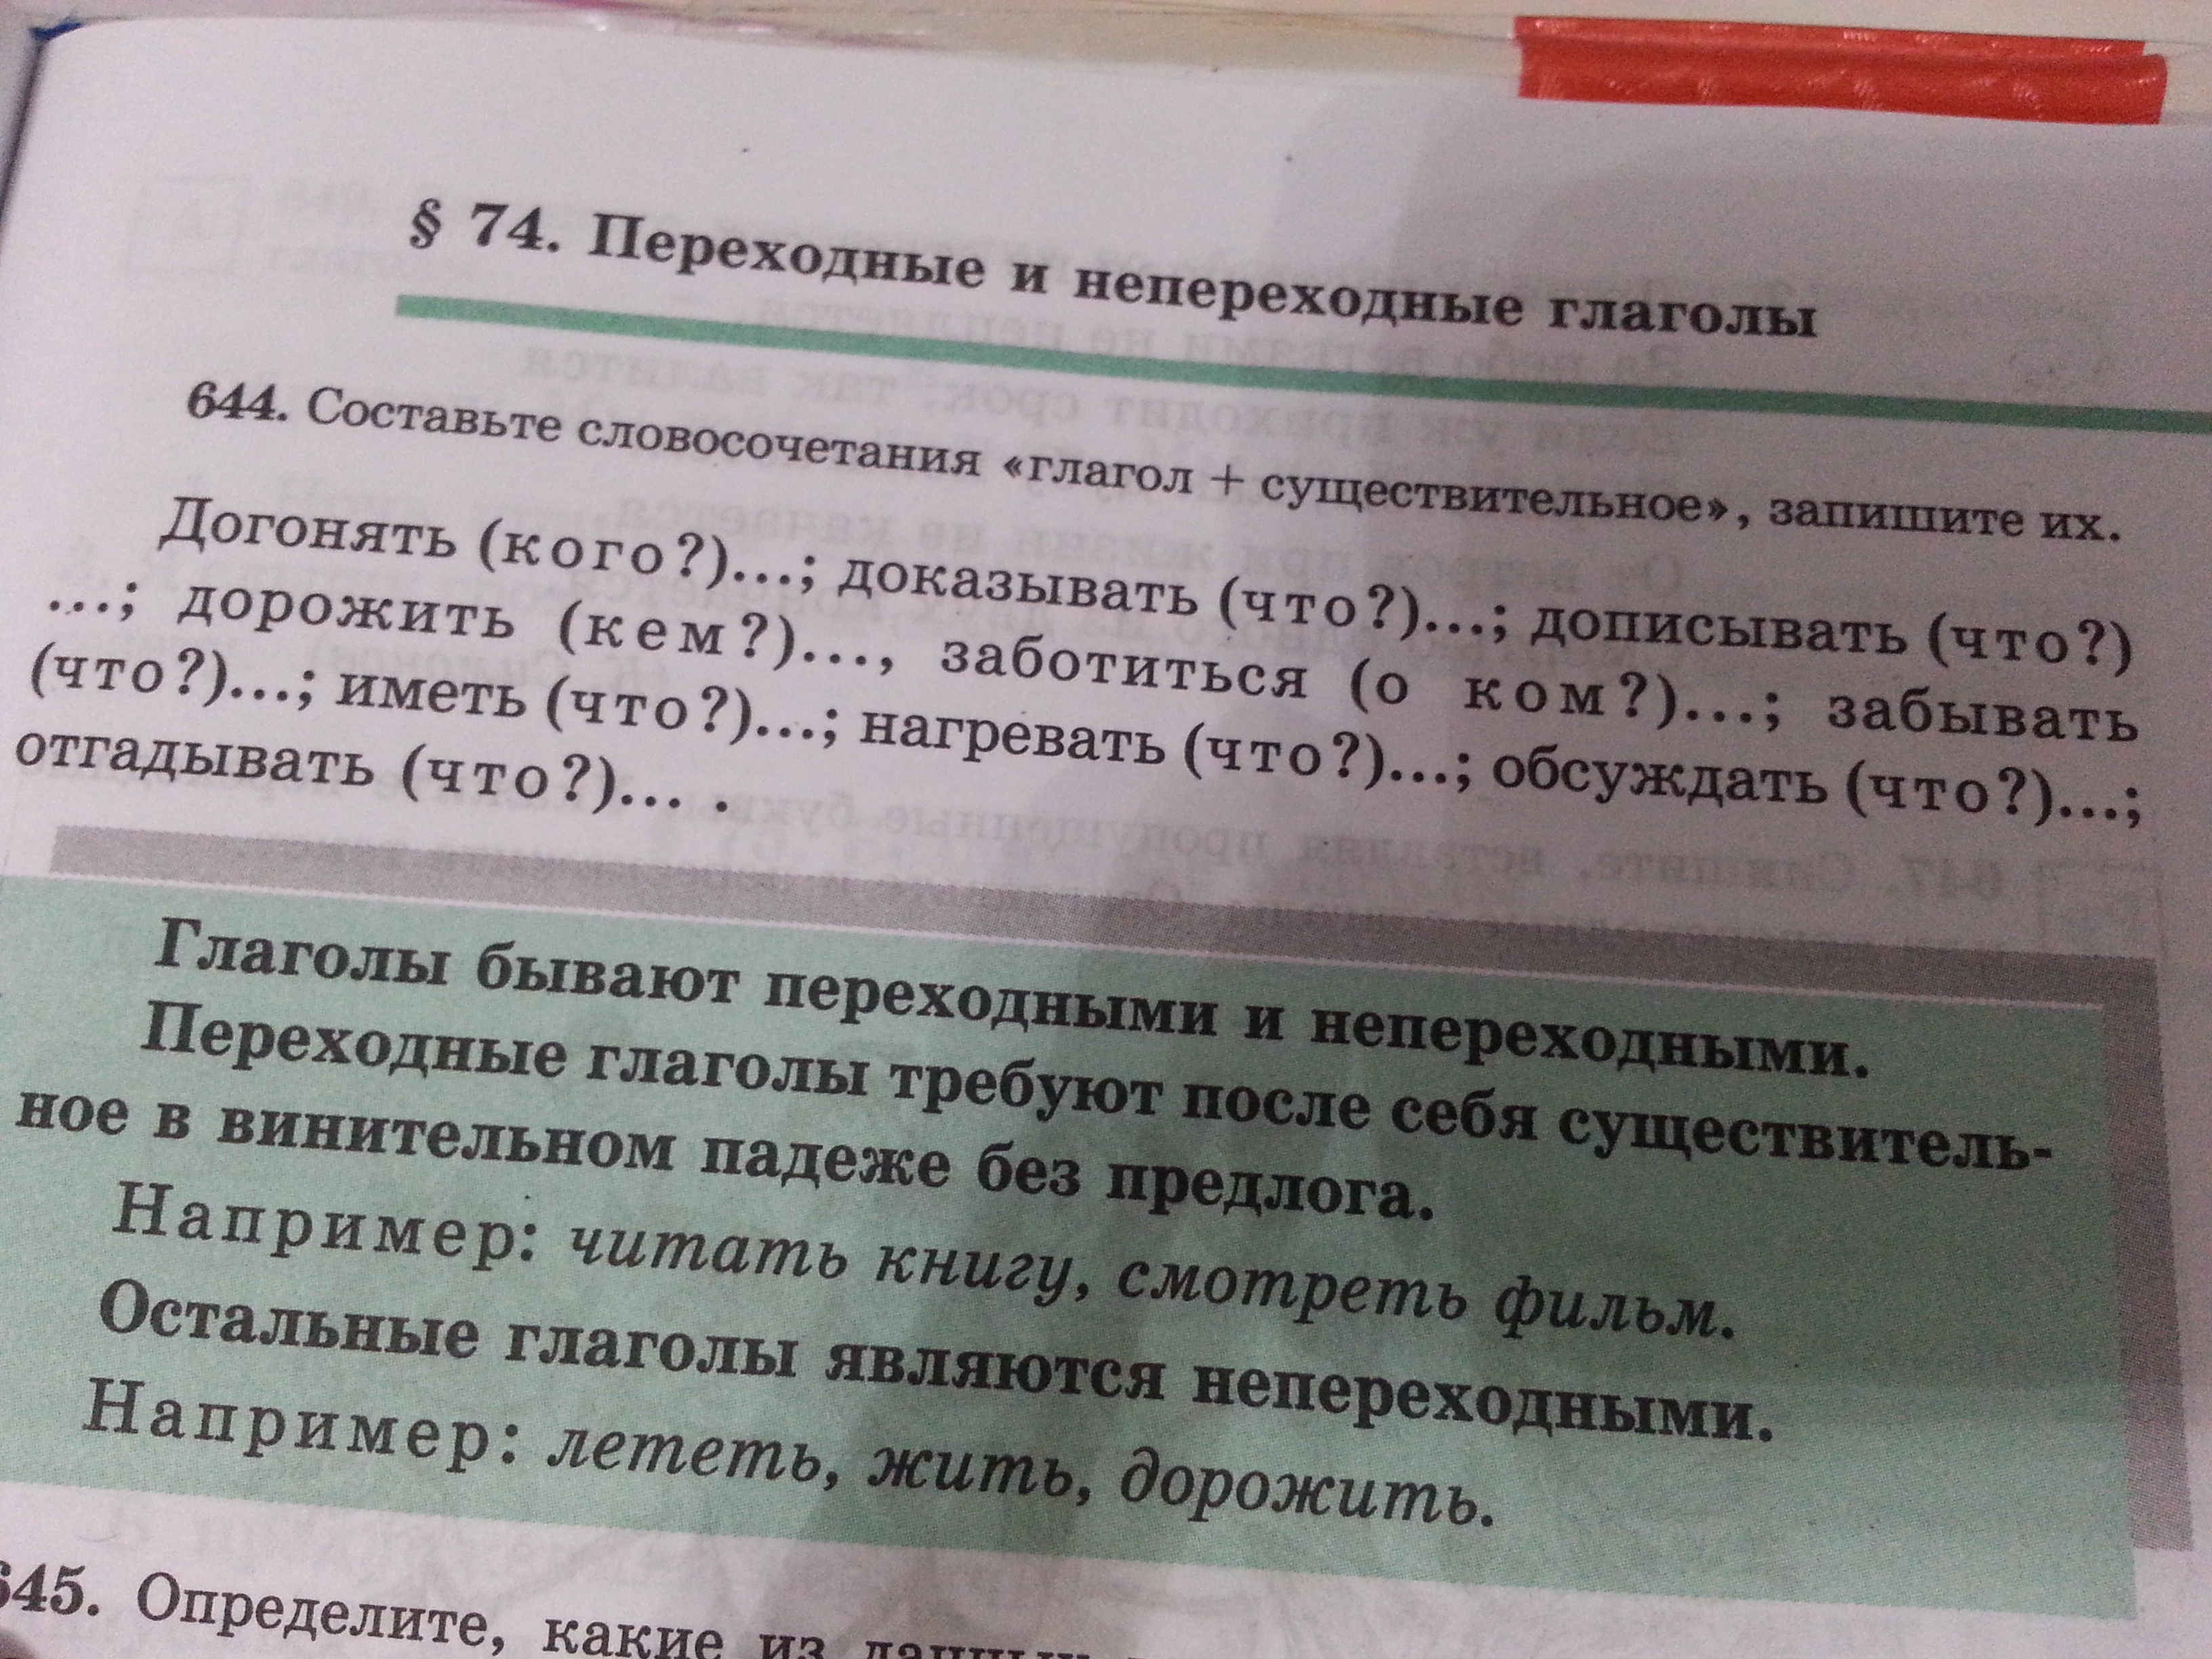 § 74. Переходные и непереходные глаголы
644. Составьте словосочетания «глагол + существительное», запишите их.
Догонять (кого?)...; доказывать (что?)...; дописывать (что?)
...; дорожить (кем?)..., заботиться (о ком?)...; забывать
(что?)...; иметь (что?)...; нагревать (что?)...; обсуждать (что?)...;
отгадывать (что?)... .
Глаголы бывают переходными и непереходными.
Переходные глаголы требуют после себя существитель-
ное в винительном падеже без предлога.
Например: читать книгу, смотреть фильм.
Остальные глаголы являются непереходными.
Например: лететь, жить, дорожить.
645. Определите, какие из данных